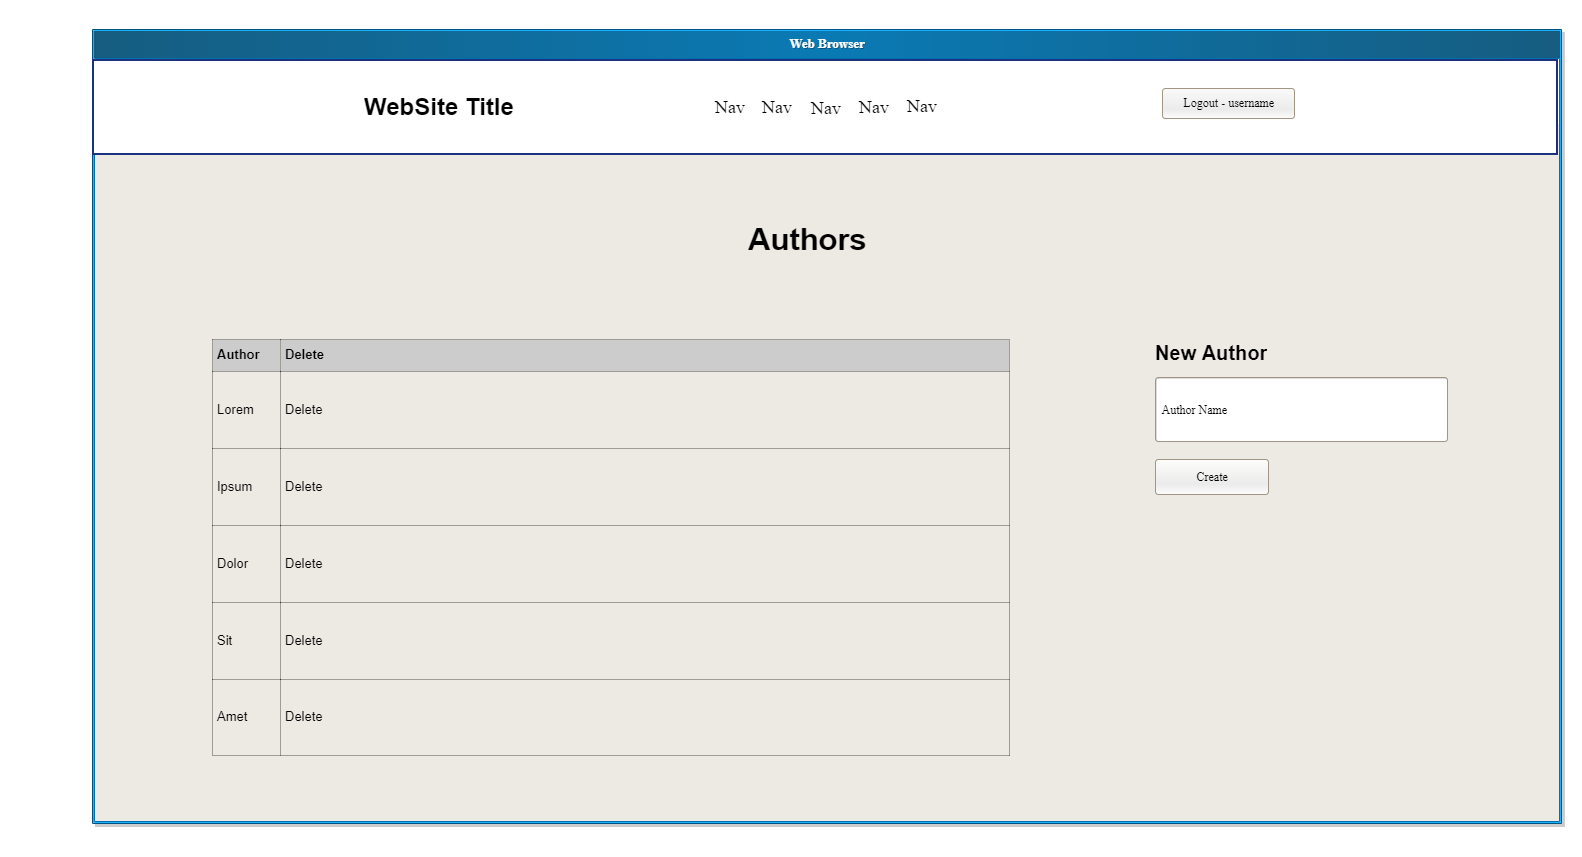 Web Browser
WebSite Title
Nav Nav Nav Nav Nav
Logout - username
Authors
Author Delete
Lorem Delete
Ipsum Delete
Dolor Delete
Sit Delete
Amet Delete
New Author
Author Name
Create